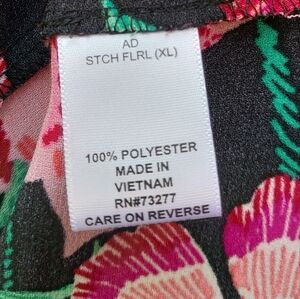 AD
STCH FLRL (XL)
100% POLYESTER
MADE IN
VIETNAM
RN#73277
CARE ON REVERSE